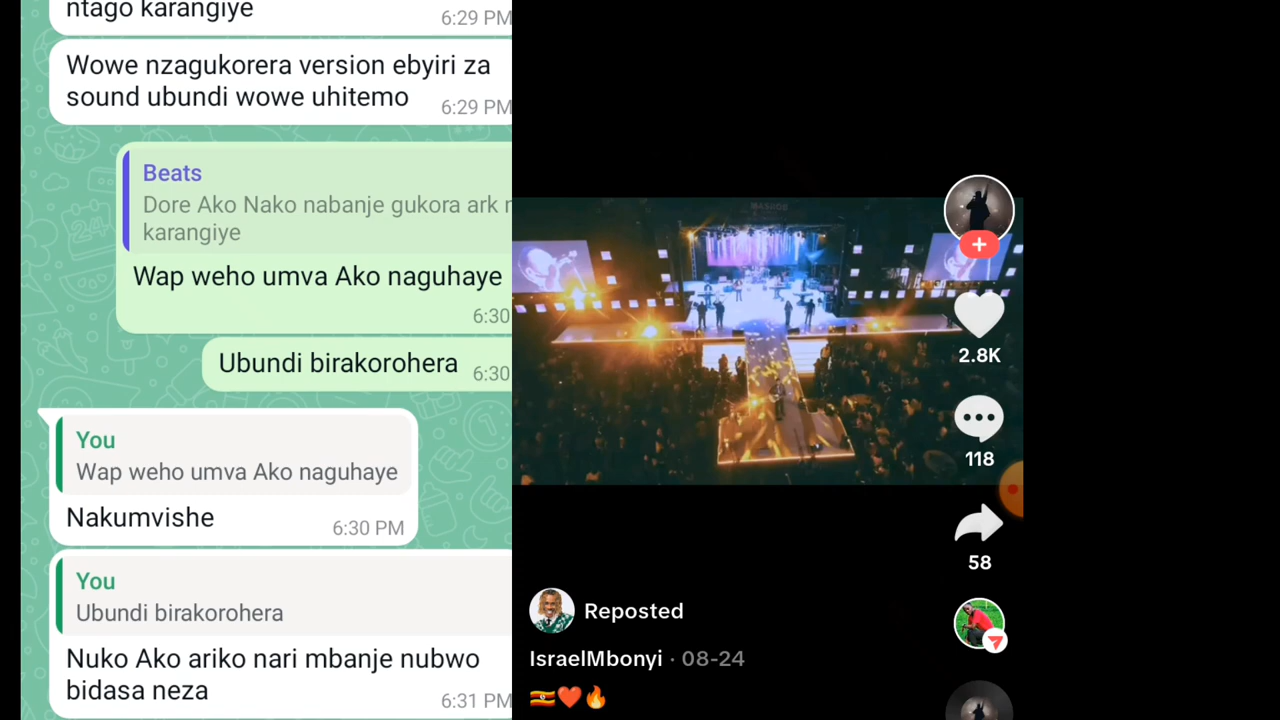 ntago karangiye
6:29 PM
Wowe nzagukorera version ebyiri za
sound ubundi wowe uhitemo
6:29 PM
Beats
Dore Ako Nako nabanje gukora ark
karangiye
Wap weho umva Ako naguhaye
6:30
Ubundi birakorohera
6:30
You
Wap weho umva Ako naguhaye
Nakumvishe
6:30 PM
You
Ubundi birakorohera
Nuko Ako ariko nari mbanje nubwo
bidasa neza
6:31 PM
2.8K
118
58
Reposted
IsraelMbonyi · 08-24
🇺🇬❤️🔥